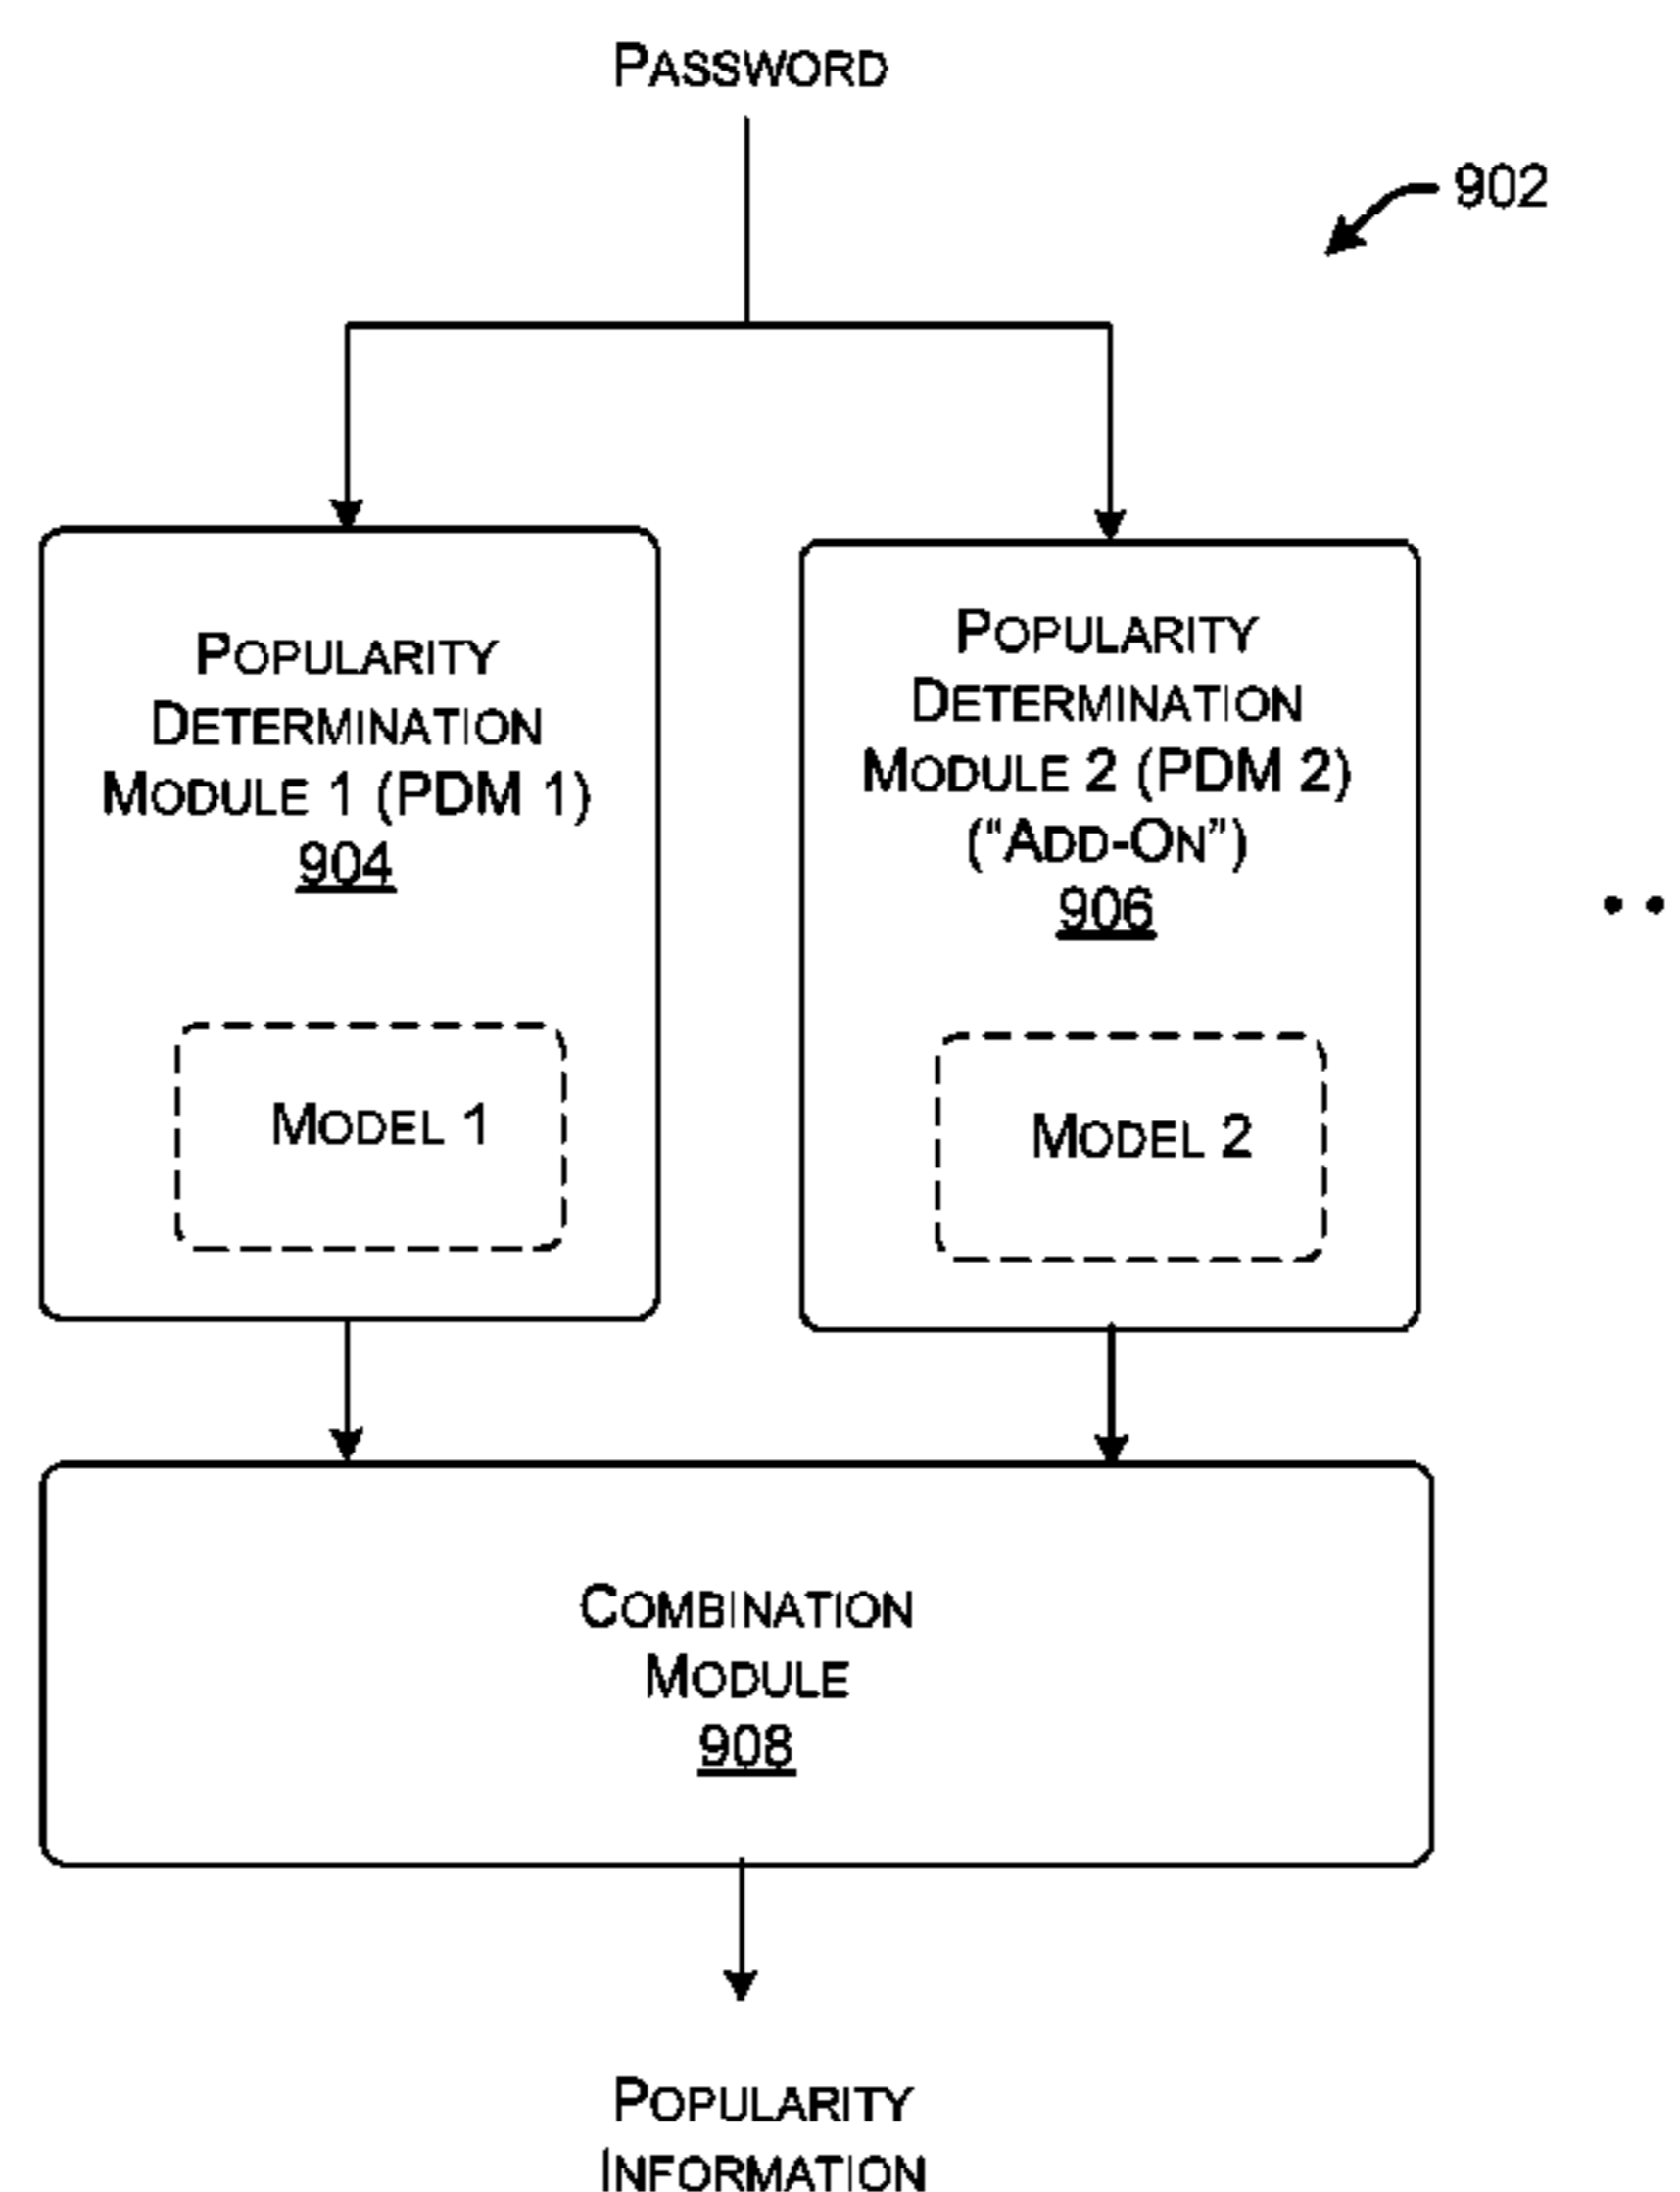 PASSWORD
902
POPULARITY
DETERMINATION
MODULE 1 (PDM 1)
904
MODEL 1
POPULARITY
DETERMINATION
MODULE 2 (PDM 2)
(“ADD-ON”)
906
MODEL 2
COMBINATION
MODULE
908
POPULARITY
INFORMATION